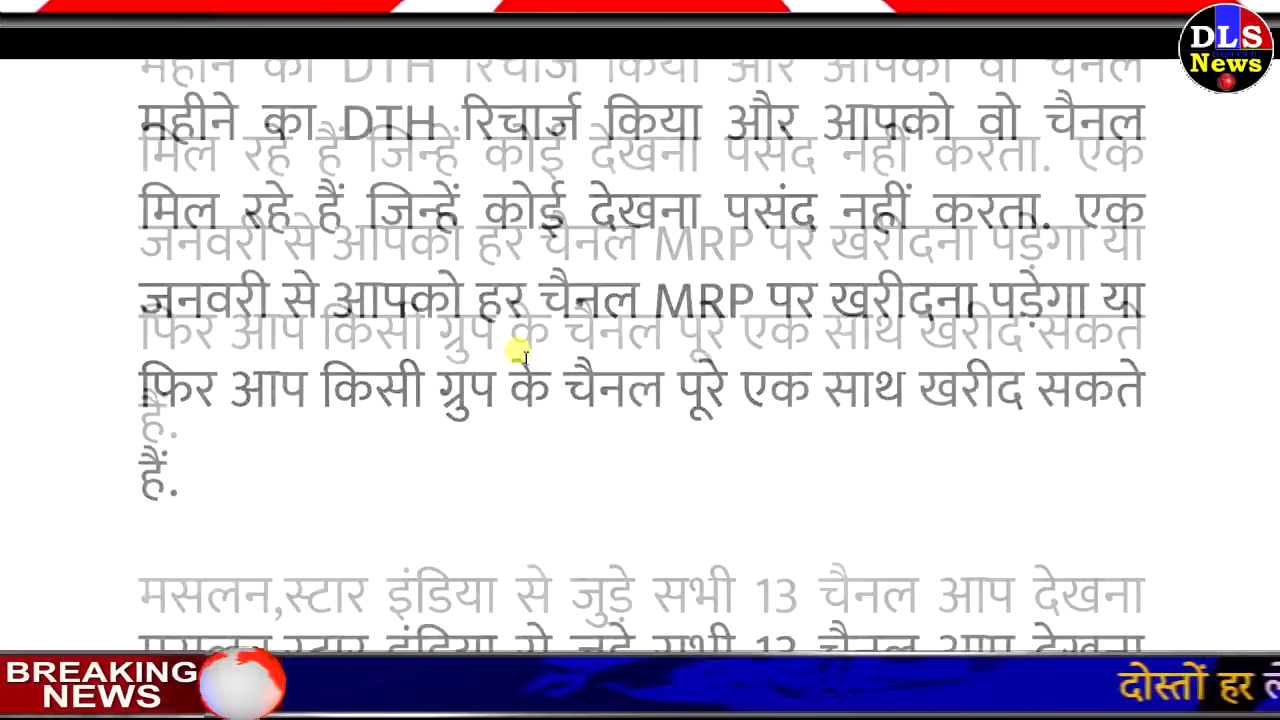 DLS
News
महीने का DTH रिचार्ज किया और आपको वो चैनल
मिल रहे हैं जिन्हें कोई देखना पसंद नहीं करता. एक
जनवरी से आपको हर चैनल MRP पर खरीदना पड़ेगा या
फिर आप किसी ग्रुप के चैनल पूरे एक साथ खरीद सकते
हैं.
मसलन,स्टार इंडिया से जुड़े सभी 13 चैनल आप देखना
BREAKING
NEWS
दोस्तों हर